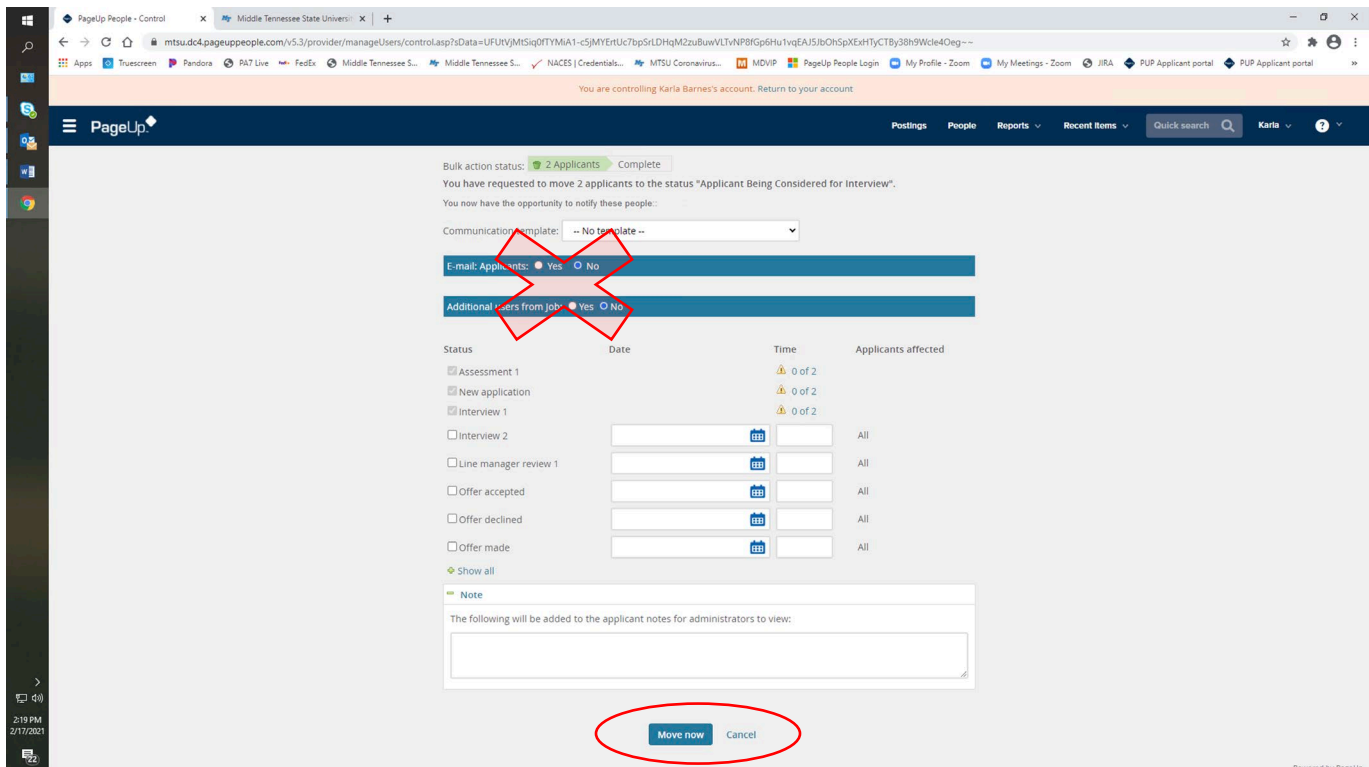 PageUp People - Control
Middle Tennessee State Universi
mtsu.dc4.pageuppeople.com/v5.3/provider/manageUsers/control.asp?sData=UFUtVjMtSiq0fTYMiA1-c5jMYErtUc7bpSrLDHqM2zuBuwVLTvNP8fGp6Hu1vqEAJ5JbOhSpXExHTyCTBy38h9Wcle4Oeg~~
Apps Truescreen Pandora PA7 Live FedEx Middle Tennessee S... Middle Tennessee S... NACES | Credentials... MTSU Coronavirus... MDVIP PageUp People Login My Profile - Zoom My Meetings - Zoom JIRA PUP Applicant portal PUP Applicant portal »
You are controlling Karla Barnes's account. Return to your account
PageUp Postings People Reports Recent Items Quick search Karla ?
Bulk action status: 2 Applicants Complete
You have requested to move 2 applicants to the status "Applicant Being Considered for Interview".
You now have the opportunity to notify these people::
Communication template: -- No template --
E-mail: Applicants: Yes No
Additional users from Job: Yes No
Status Date Time Applicants affected
Assessment 1 0 of 2
New application 0 of 2
Interview 1 0 of 2
Interview 2 All
Line manager review 1 All
Offer accepted All
Offer declined All
Offer made All
Show all
Note
The following will be added to the applicant notes for administrators to view:
Move now Cancel
2:19 PM
2/17/2021
22